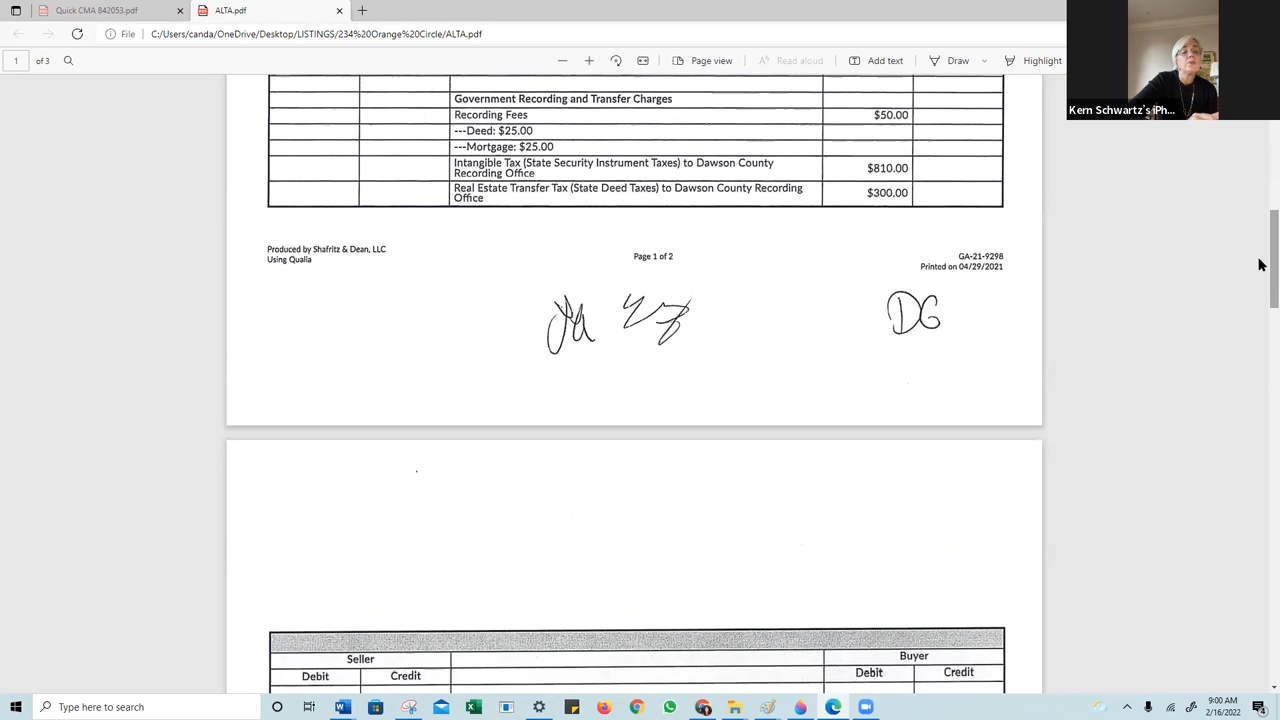 Quick CMA 842053.pdf
ALTA.pdf
File
C:/Users/canda/OneDrive/Desktop/LISTINGS/234%20Orange%20Circle/ALTA.pdf
1 of 3
Page view
Read aloud
Add text
Draw
Highlight
Kern Schwartz's iPh...
Government Recording and Transfer Charges
Recording Fees $50.00
---Deed: $25.00
---Mortgage: $25.00
Intangible Tax (State Security Instrument Taxes) to Dawson County
Recording Office $810.00
Real Estate Transfer Tax (State Deed Taxes) to Dawson County Recording
Office $300.00
Produced by Shafritz & Dean, LLC
Using Qualia
Page 1 of 2
GA-21-9298
Printed on 04/29/2021
DG
Seller Buyer
Debit Credit Debit Credit
Type here to search
9:00 AM
2/16/2022
4